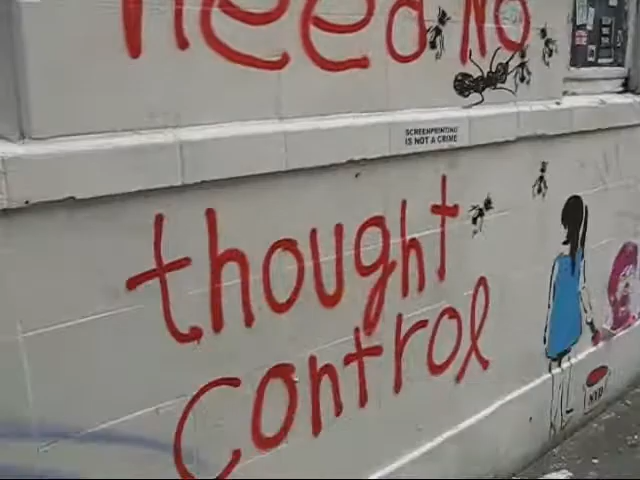 need no
SCREENPRINTING
IS NOT A CRIME
thought
control